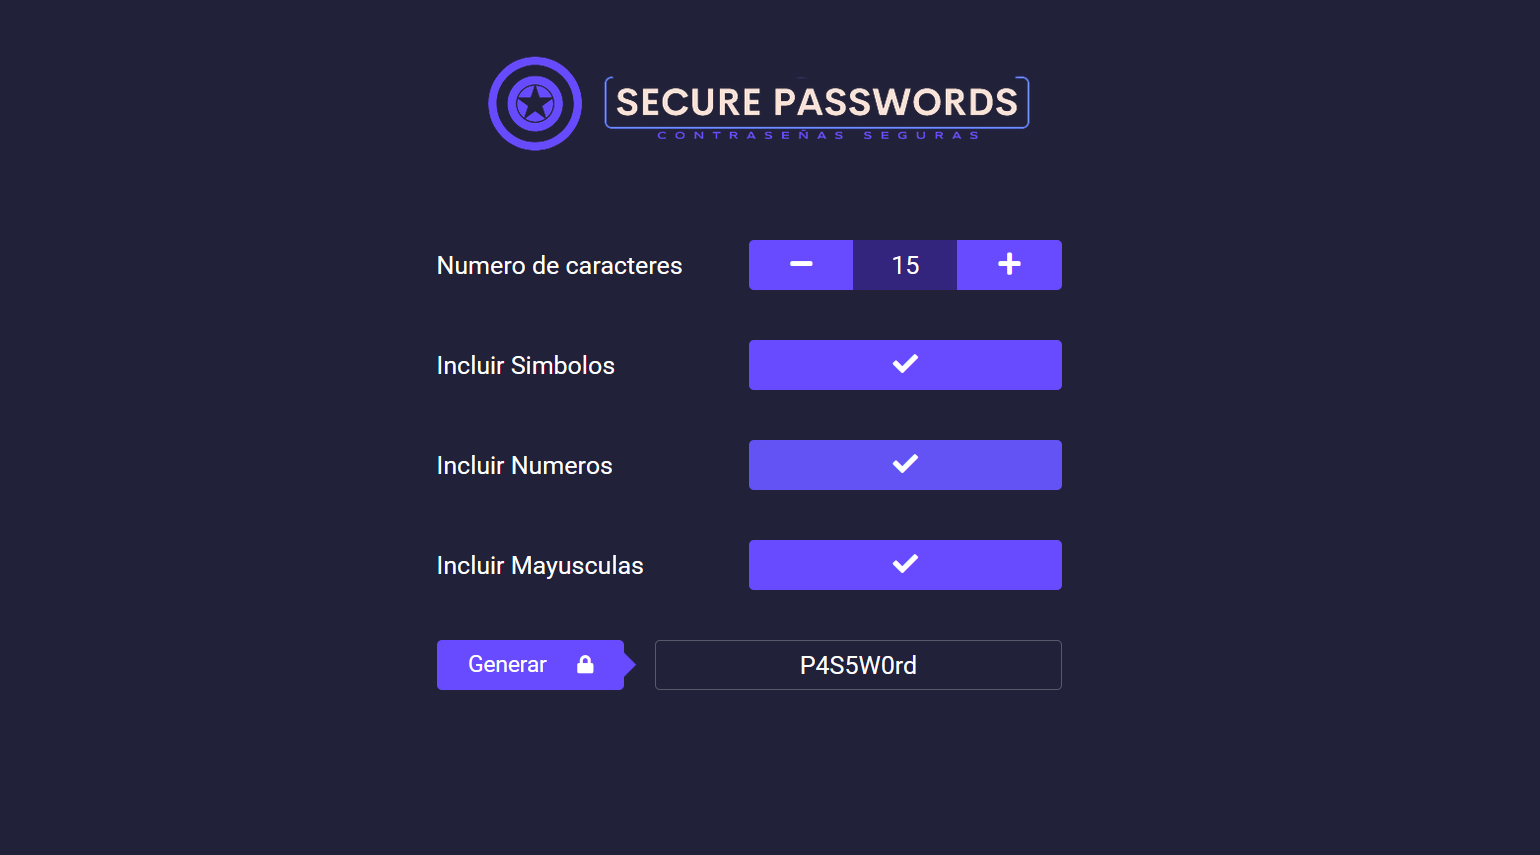 SECURE PASSWORDS
CONTRASEÑAS SEGURAS
Numero de caracteres
15
Incluir Simbolos
Incluir Numeros
Incluir Mayusculas
Generar
P4S5W0rd